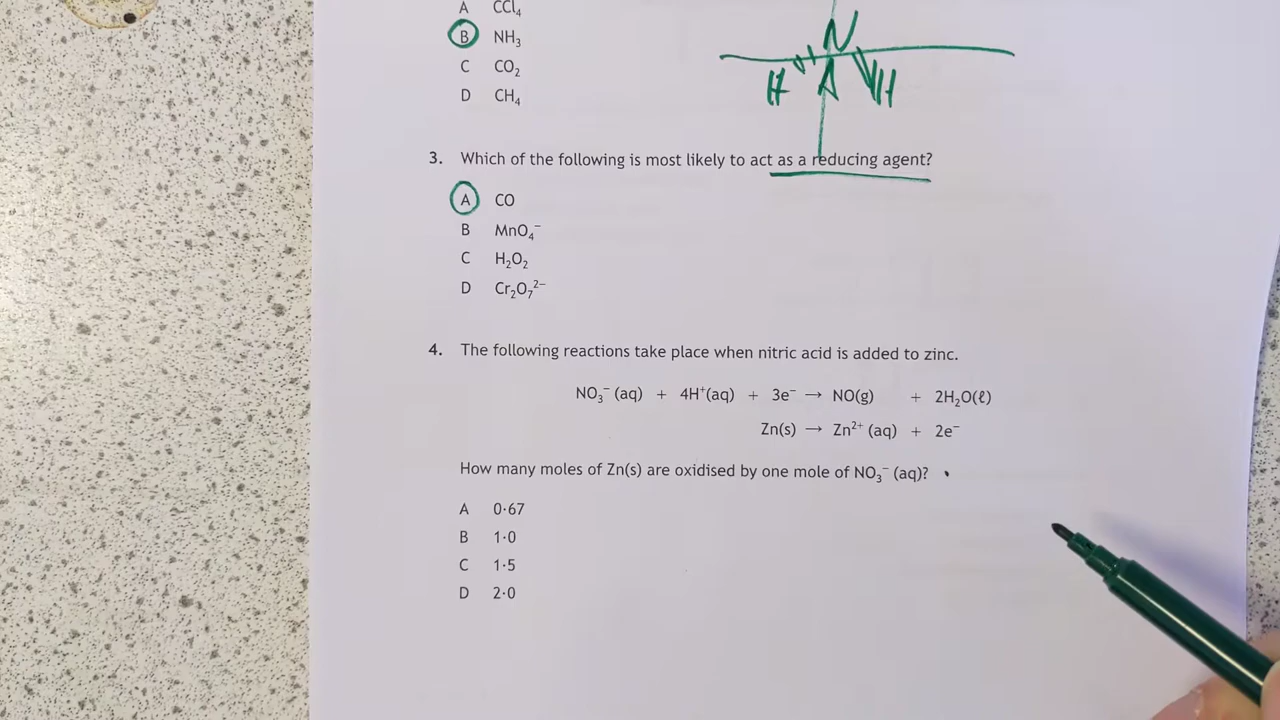 A CCl₄
B NH₃
C CO₂
D CH₄
N
H H H
3. Which of the following is most likely to act as a reducing agent?
A CO
B MnO₄⁻
C H₂O₂
D Cr₂O₇²⁻
4. The following reactions take place when nitric acid is added to zinc.
NO₃⁻ (aq) + 4H⁺(aq) + 3e⁻ → NO(g) + 2H₂O(ℓ)
Zn(s) → Zn²⁺ (aq) + 2e⁻
How many moles of Zn(s) are oxidised by one mole of NO₃⁻ (aq)?
A 0·67
B 1·0
C 1·5
D 2·0